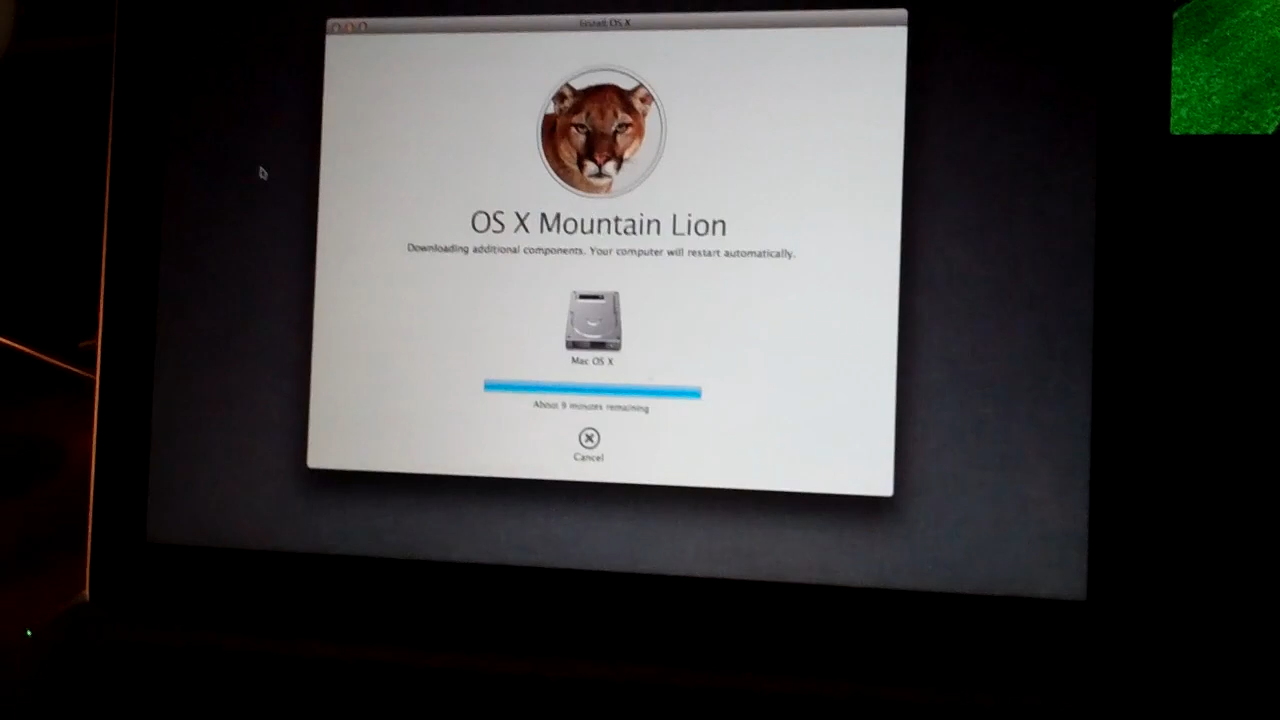 Install OS X
OS X Mountain Lion
Downloading additional components. Your computer will restart automatically.
Mac OS X
About 9 minutes remaining
Cancel